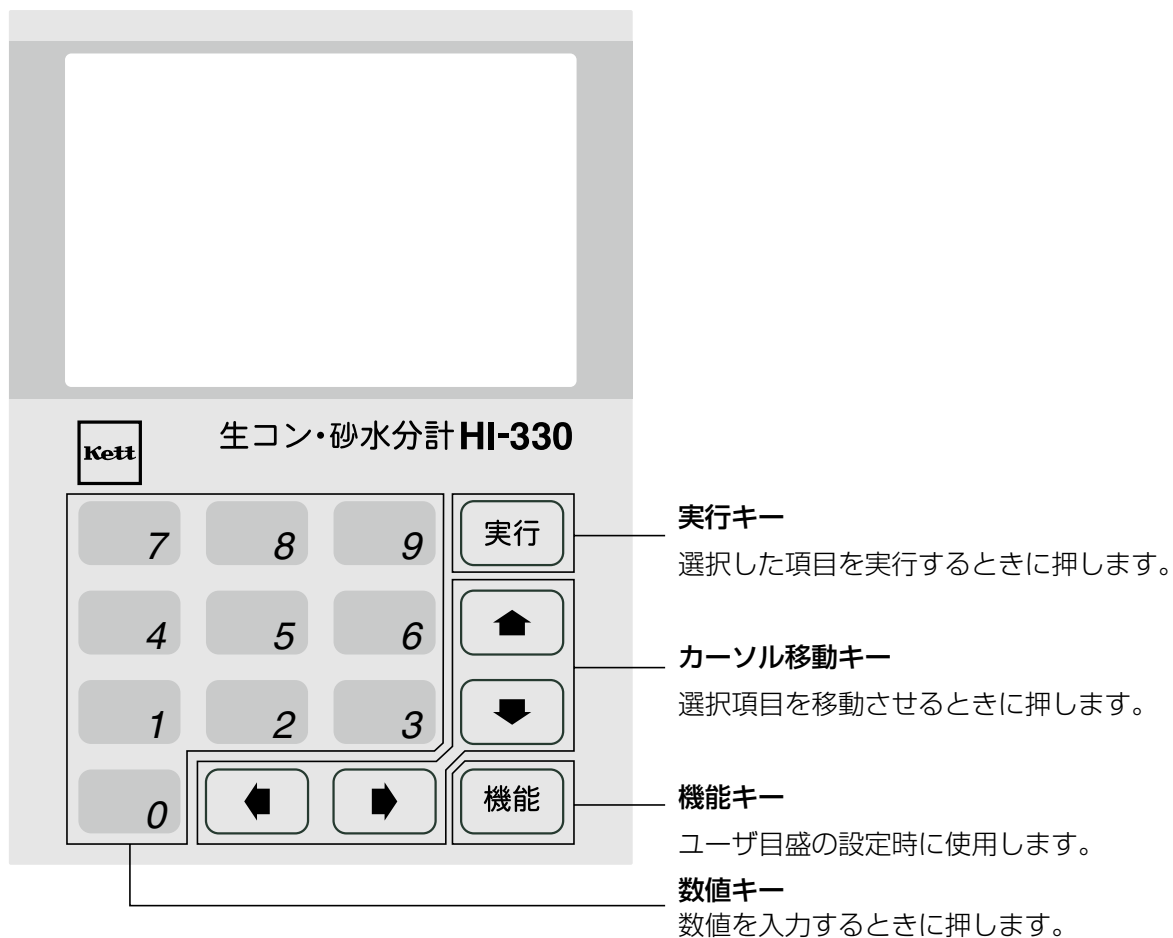 Kett
生コン・砂水分計 HI-330
7 8 9 実行
4 5 6
1 2 3
0 機能
実行キー
選択した項目を実行するときに押します。
カーソル移動キー
選択項目を移動させるときに押します。
機能キー
ユーザ目盛の設定時に使用します。
数値キー
数値を入力するときに押します。